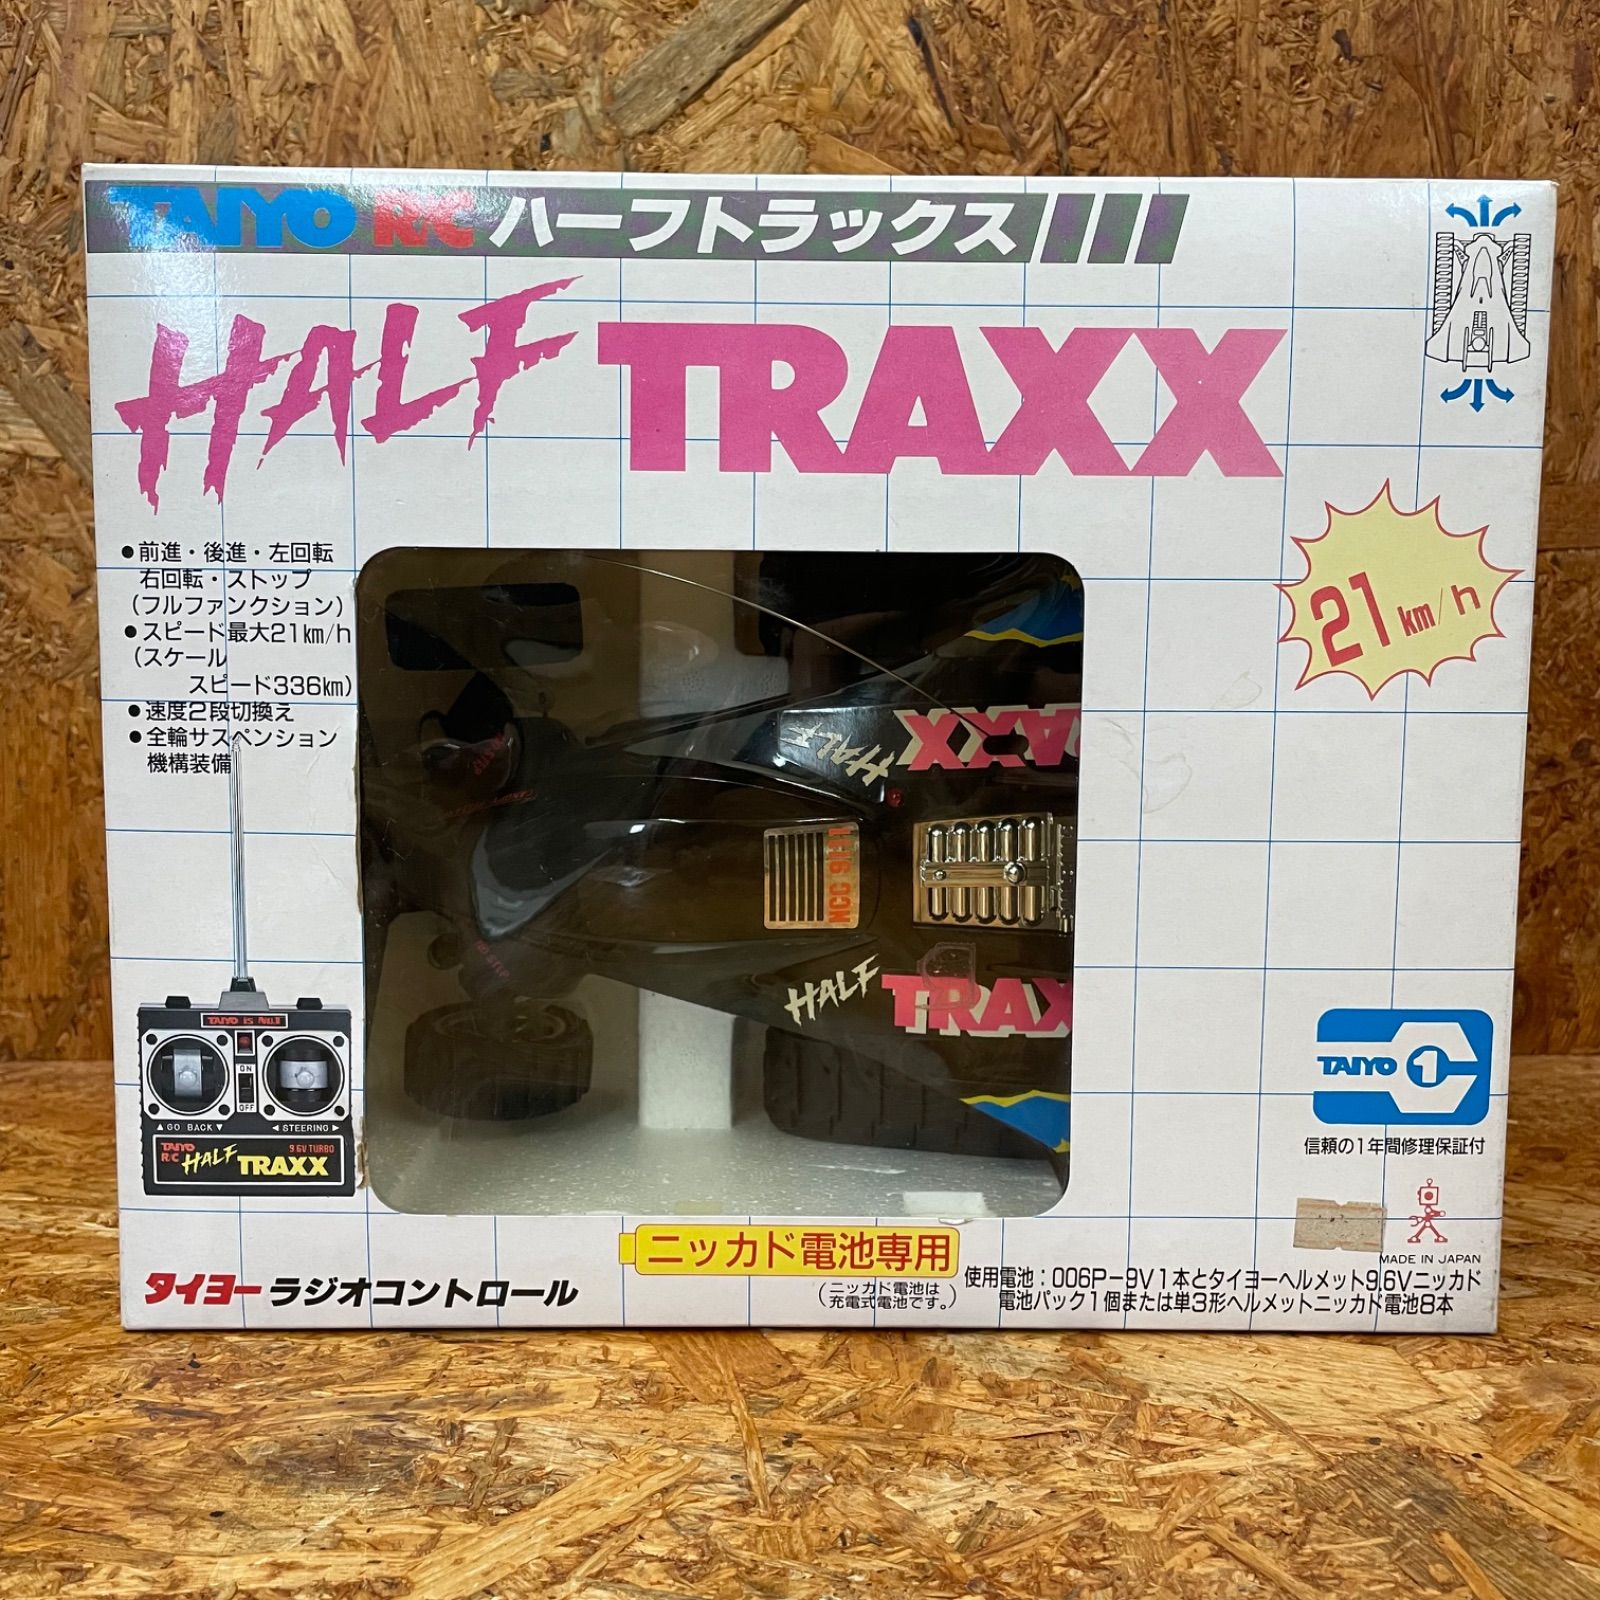 TAIYO R/C ハーフトラックス
HALF TRAXX
●前進・後進・左回転
右回転・ストップ
(フルファンクション)
●スピード最大21km/h
(スケール
スピード336km)
●速度2段切換え
●全輪サスペンション
機構装備
21km/h
HALF TRAXX
NCC 9131
NO STEP
HALF TRAX
TAIYO is No.1
ON
OFF
▲GO BACK▼
◀STEERING▶
TAIYO R/C HALF TRAXX
9.6V TURBO
TAIYO 1
信頼の1年間修理保証付
MADE IN JAPAN
タイヨーラジオコントロール
ニッカド電池専用
(ニッカド電池は
充電式電池です。)
使用電池:006P-9V1本とタイヨーヘルメット9.6Vニッカド
電池パック1個または単3形ヘルメットニッカド電池8本